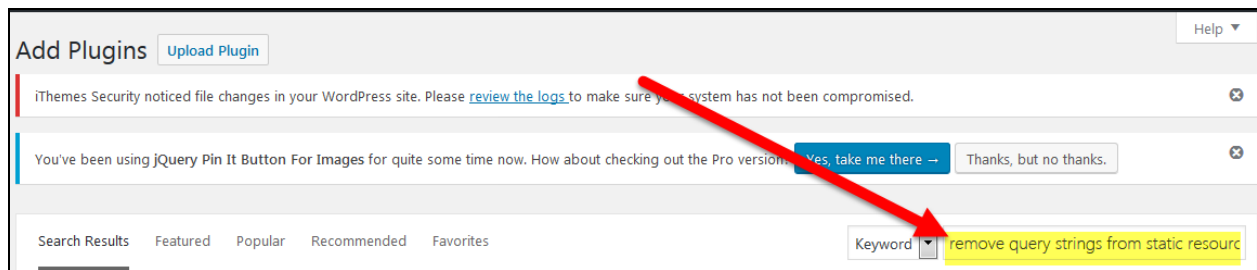 Help ▼
Add Plugins Upload Plugin
iThemes Security noticed file changes in your WordPress site. Please review the logs to make sure your system has not been compromised.
You've been using jQuery Pin It Button For Images for quite some time now. How about checking out the Pro version? Yes, take me there → Thanks, but no thanks.
Search Results Featured Popular Recommended Favorites Keyword remove query strings from static resourc